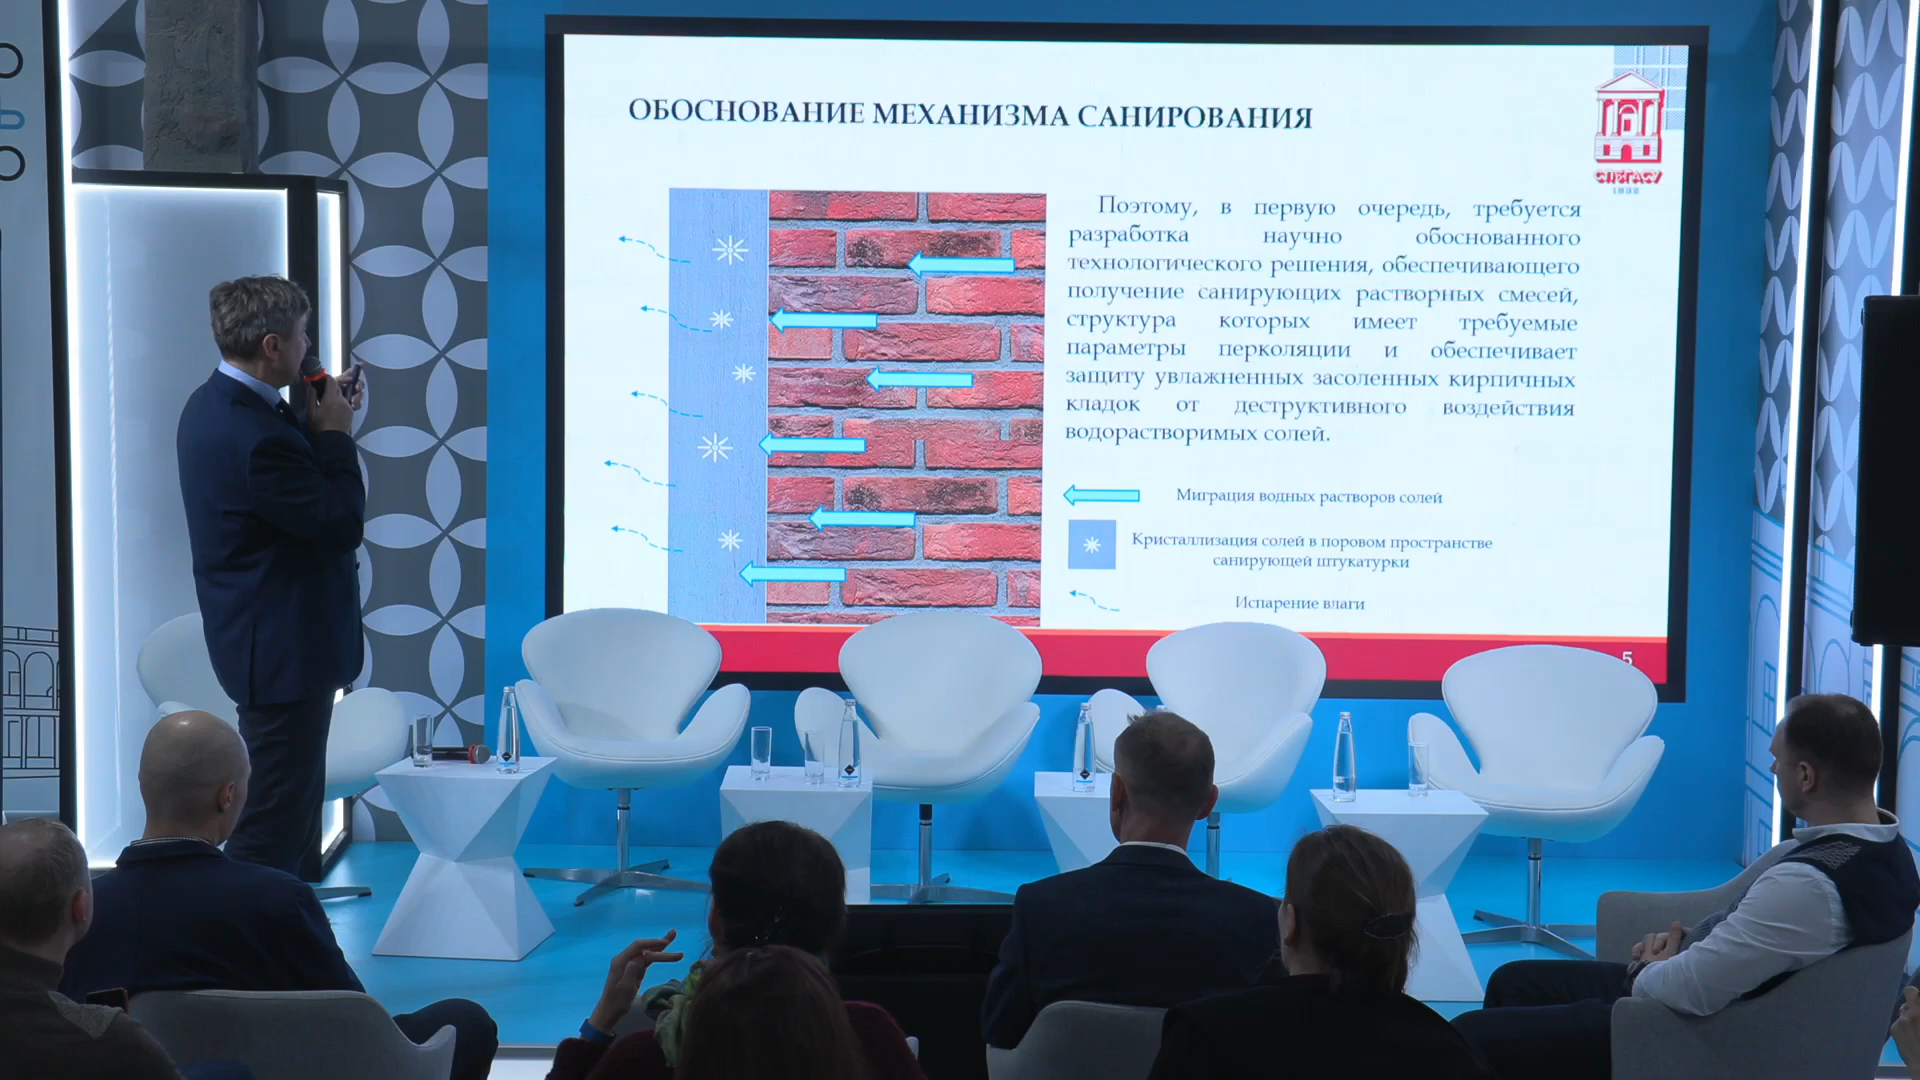 О
Ь
О
ОБОСНОВАНИЕ МЕХАНИЗМА САНИРОВАНИЯ
СПБГАСУ
Поэтому, в первую очередь, требуется
разработка научно обоснованного
технологического решения, обеспечивающего
получение санирующих растворных смесей,
структура которых имеет требуемые
параметры перколяции и обеспечивает
защиту увлажненных засоленных кирпичных
кладок от деструктивного воздействия
водорастворимых солей.
Миграция водных растворов солей
Кристаллизация солей в поровом пространстве
санирующей штукатурки
Испарение влаги
5